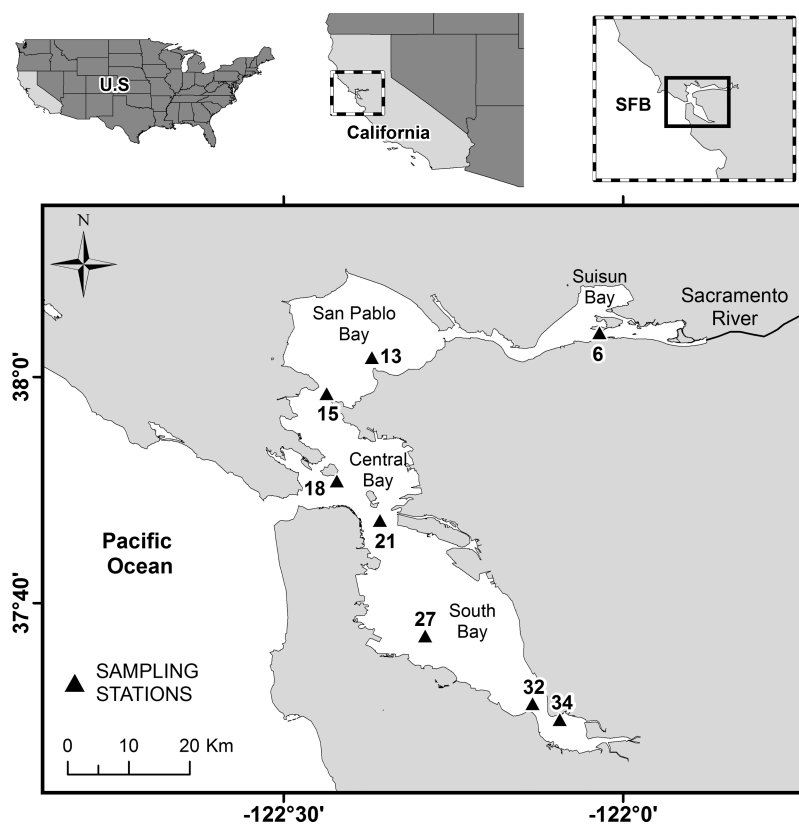 U.S
California
SFB
N
Suisun
Bay
Sacramento
River
San Pablo
Bay
13
6
38°0'
15
Central
Bay
18
21
Pacific
Ocean
37°40'
27
South
Bay
SAMPLING
STATIONS
32
34
0 10 20 Km
-122°30'
-122°0'